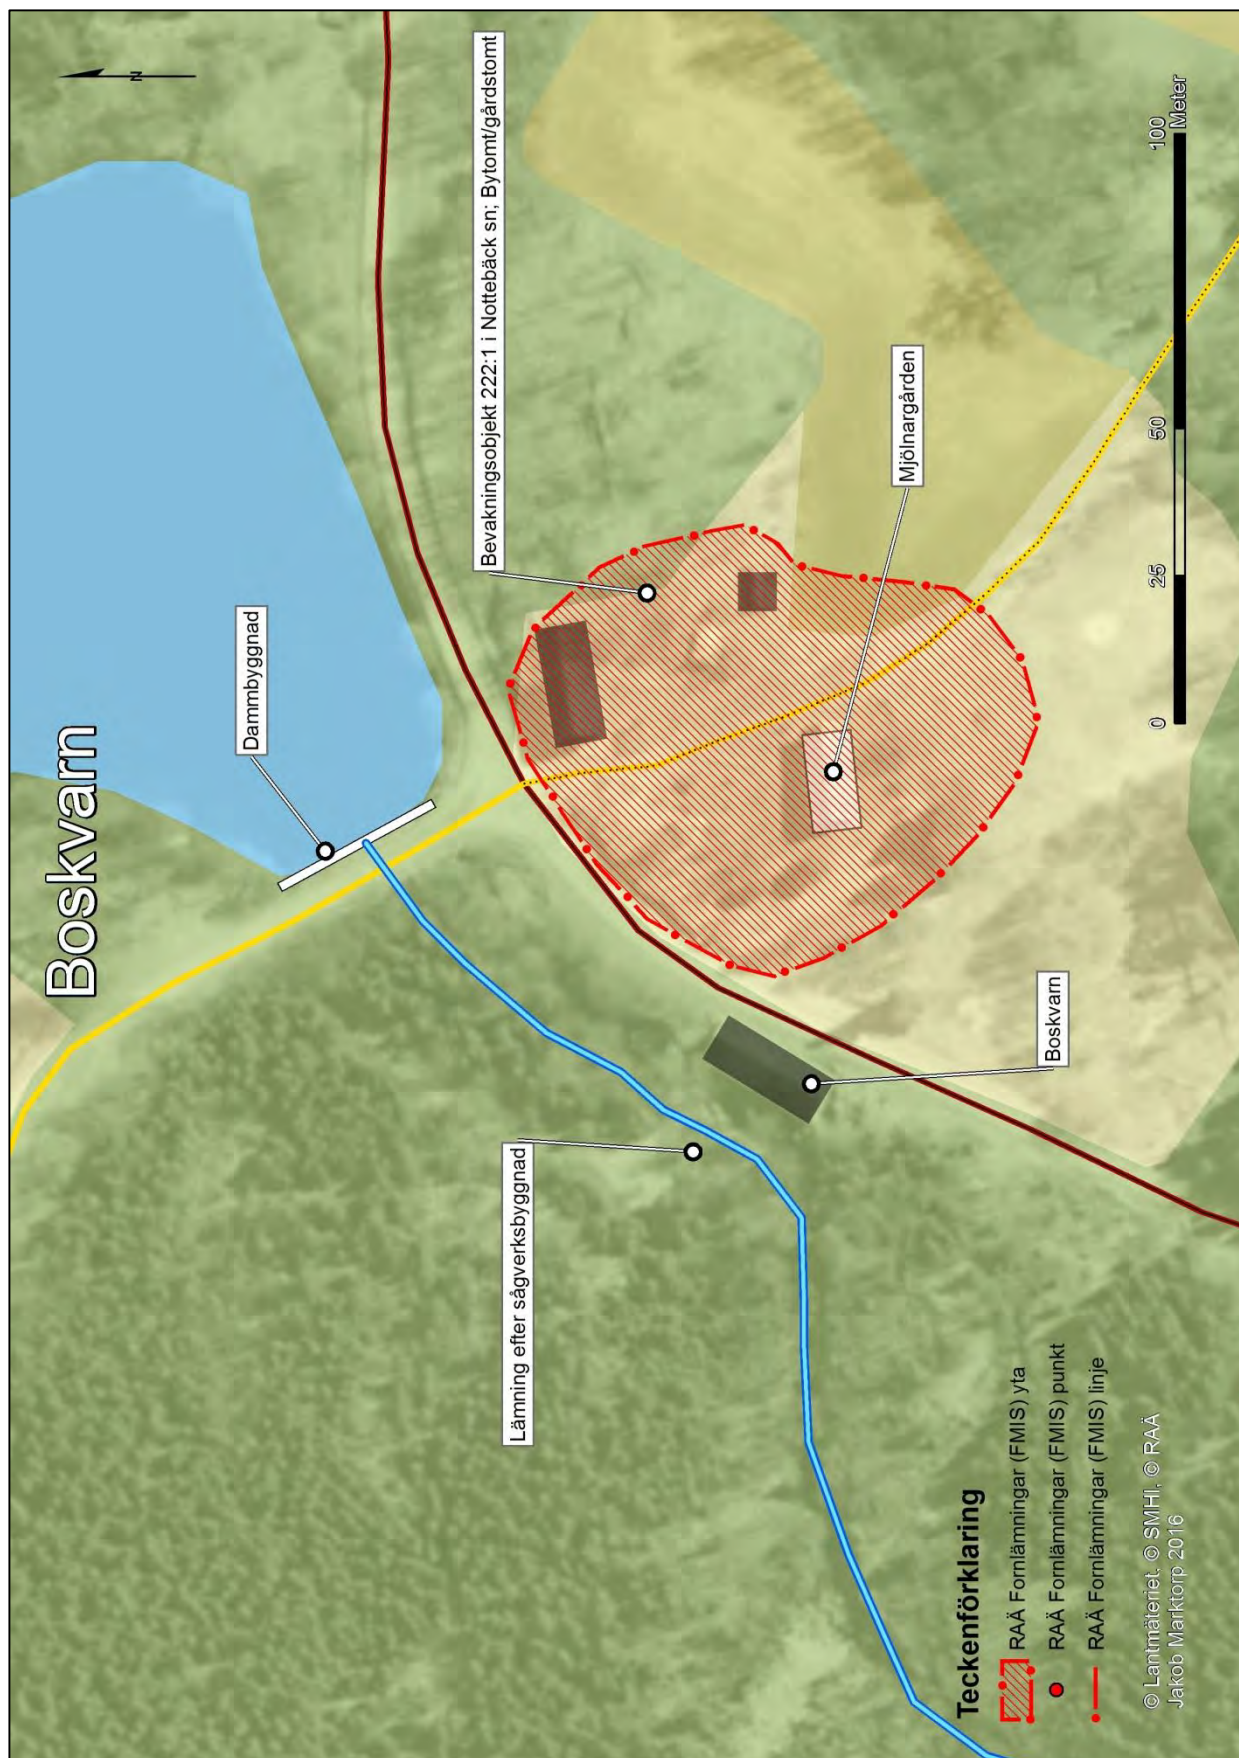 Boskvarn
N
Dammbyggnad
Bevakningsobjekt 222:1 i Nottebäck sn; Bytomt/gårdstomt
Lämning efter sågverksbyggnad
Mjölnargården
Boskvarn
Teckenförklaring
RAÄ Fornlämningar (FMIS) yta
RAÄ Fornlämningar (FMIS) punkt
RAÄ Fornlämningar (FMIS) linje
© Lantmäteriet, © SMHI, © RAÄ
Jakob Marktorp 2016
0 25 50 100
Meter